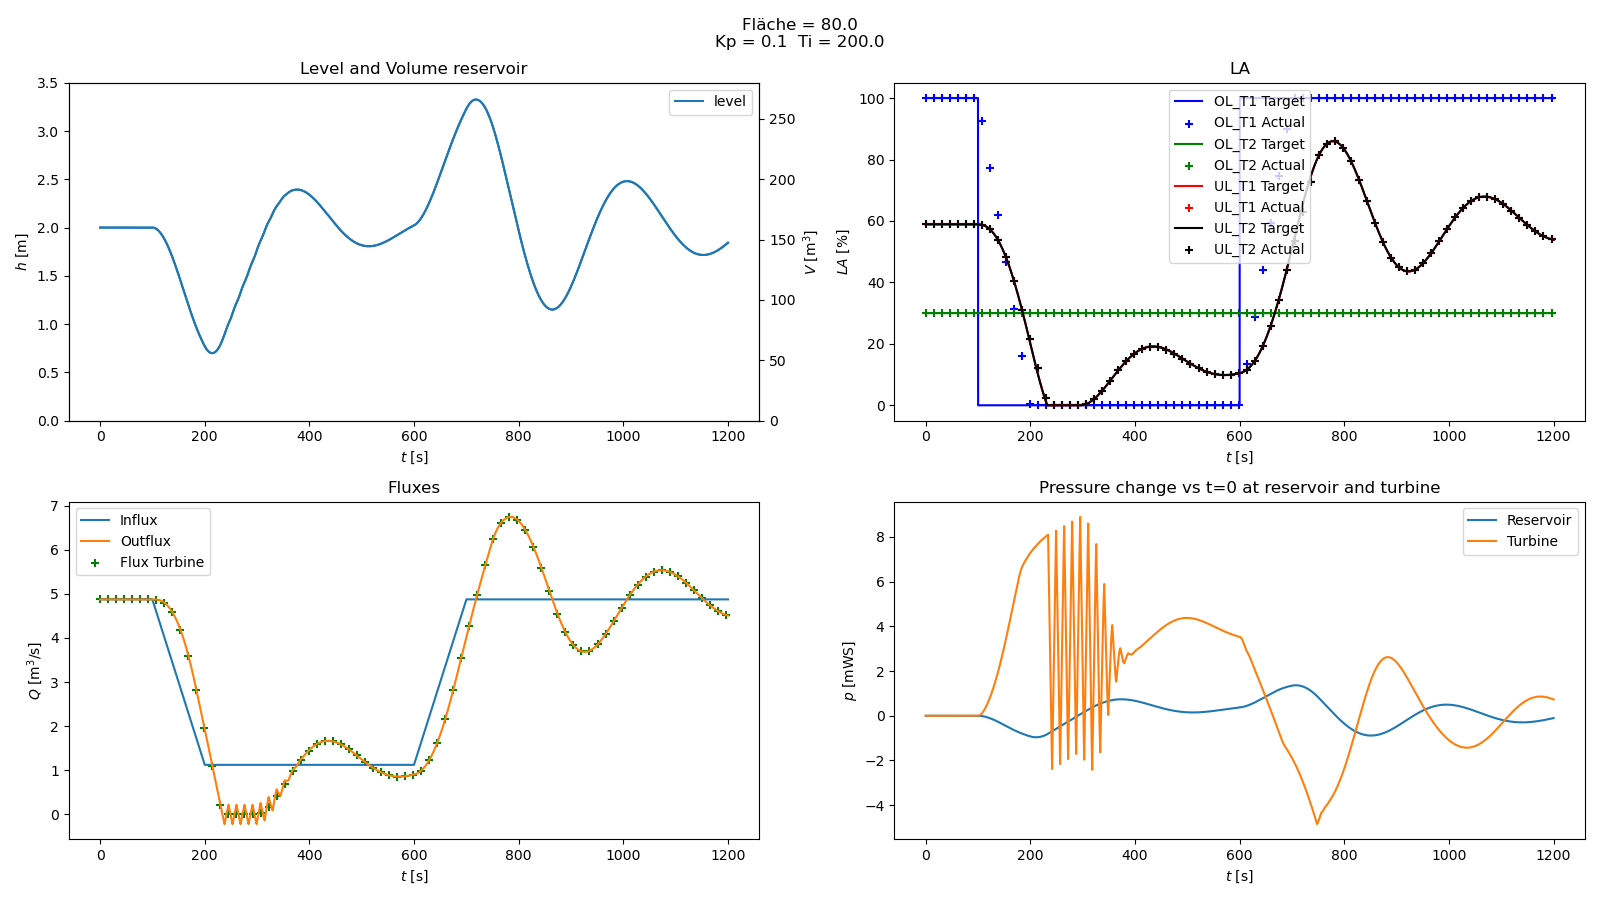 Fläche = 80.0
Kp = 0.1  Ti = 200.0
Level and Volume reservoir
3.5
3.0
2.5
2.0
1.5
1.0
0.5
0.0
h [m]
level
250
200
150
100
50
0
V [m³]
0 200 400 600 800 1000 1200
t [s]
LA
100
80
60
40
20
0
LA [%]
OL_T1 Target
OL_T1 Actual
OL_T2 Target
OL_T2 Actual
UL_T1 Target
UL_T1 Actual
UL_T2 Target
UL_T2 Actual
0 200 400 600 800 1000 1200
t [s]
Fluxes
7
6
5
4
3
2
1
0
Q [m³/s]
Influx
Outflux
Flux Turbine
0 200 400 600 800 1000 1200
t [s]
Pressure change vs t=0 at reservoir and turbine
8
6
4
2
0
−2
−4
p [mWS]
Reservoir
Turbine
0 200 400 600 800 1000 1200
t [s]